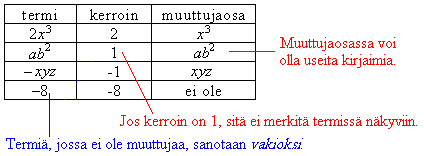 termi kerroin muuttujaosa
2x³ 2 x³
ab² 1 ab²
−xyz -1 xyz
−8 -8 ei ole
Muuttujaosassa voi
olla useita kirjaimia.
Jos kerroin on 1, sitä ei merkitä termissä näkyviin.
Termiä, jossa ei ole muuttujaa, sanotaan vakioksi.